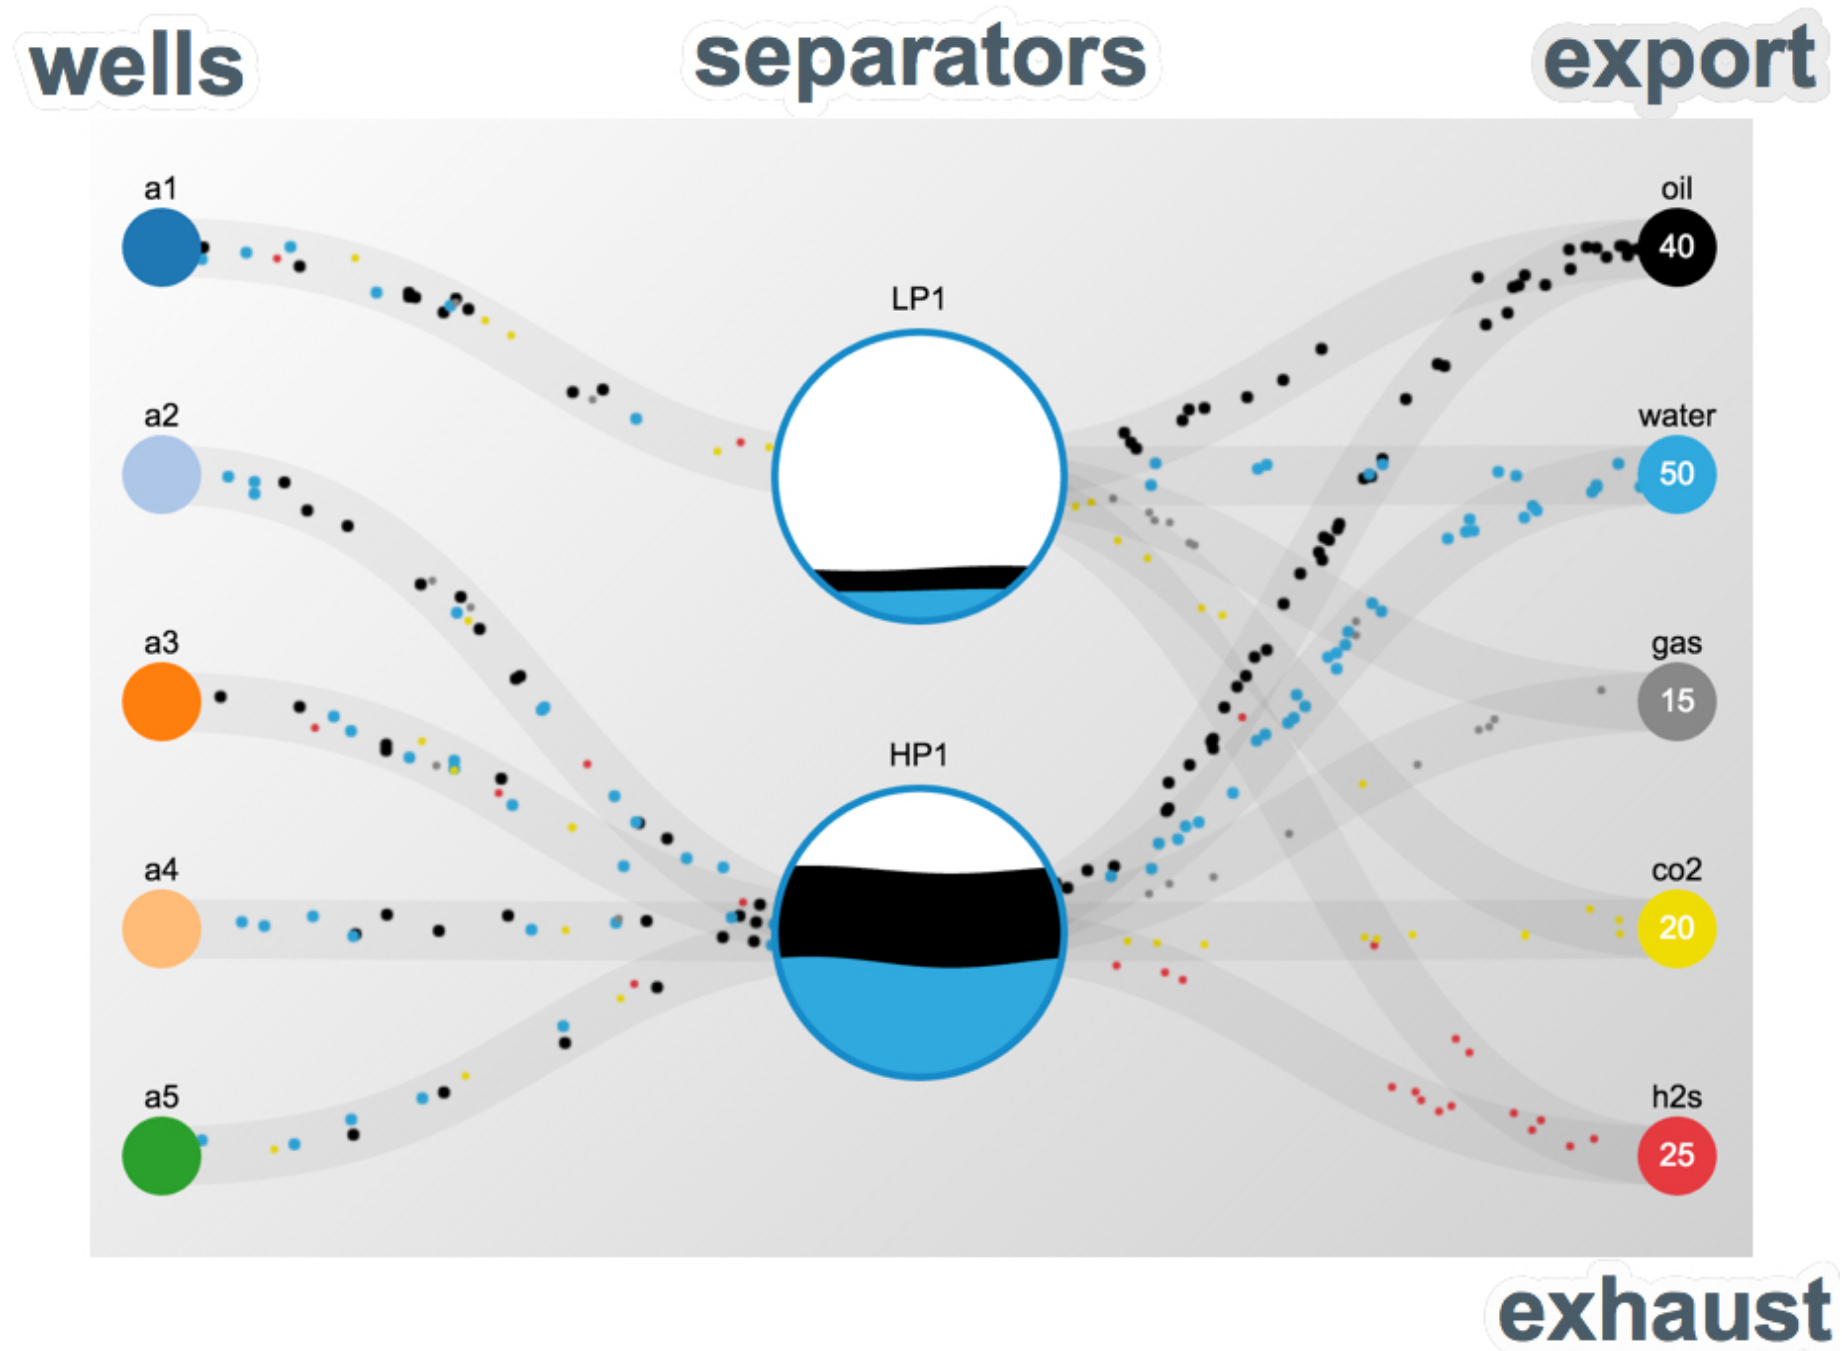 wells
separators
export
a1
a2
a3
a4
a5
LP1
HP1
oil
40
water
50
gas
15
co2
20
h2s
25
exhaust